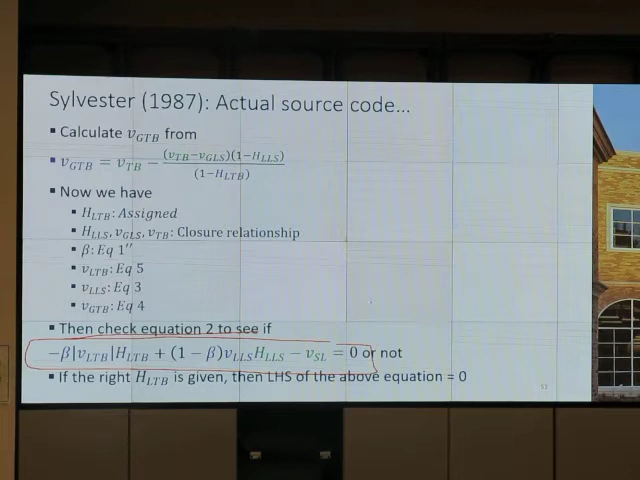 Sylvester (1987): Actual source code...
▪ Calculate v_GTB from
▪ v_GTB = v_TB − (v_TB−v_GLS)(1−H_LLS) / (1−H_LTB)
▪ Now we have
▪ H_LTB: Assigned
▪ H_LLS, v_GLS, v_TB: Closure relationship
▪ β: Eq 1′′
▪ v_LTB: Eq 5
▪ v_LLS: Eq 3
▪ v_GTB: Eq 4
▪ Then check equation 2 to see if
−β|v_LTB|H_LTB + (1 − β)v_LLS H_LLS − v_SL = 0 or not
▪ If the right H_LTB is given, then LHS of the above equation = 0